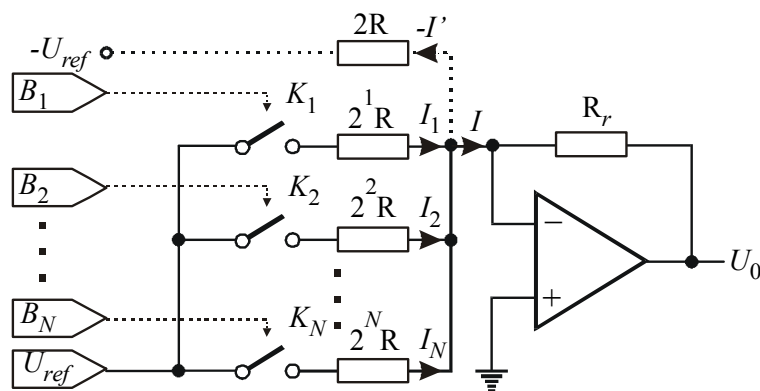 2R -I’
-U_ref
B_1 K_1 2^1R I_1 I R_r
B_2 K_2 2^2R I_2
− U_0
+
B_N K_N 2^NR I_N
U_ref